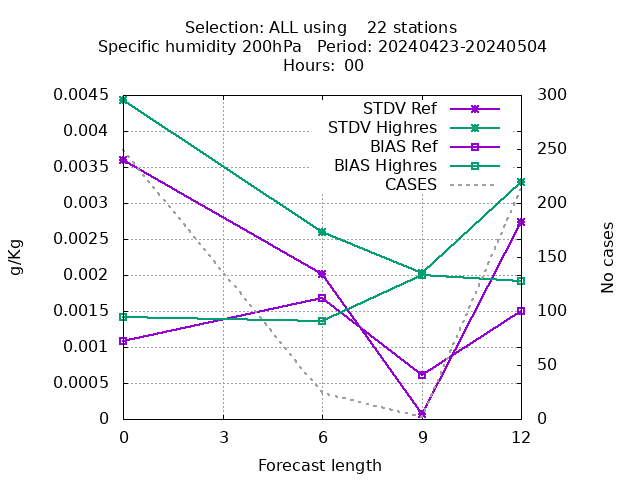 Selection: ALL using    22 stations
Specific humidity 200hPa   Period: 20240423-20240504
Hours: 00
STDV Ref
STDV Highres
BIAS Ref
BIAS Highres
CASES
g/Kg
0.0045
0.004
0.0035
0.003
0.0025
0.002
0.0015
0.001
0.0005
0
300
250
200
150
100
50
0
No cases
0 3 6 9 12
Forecast length